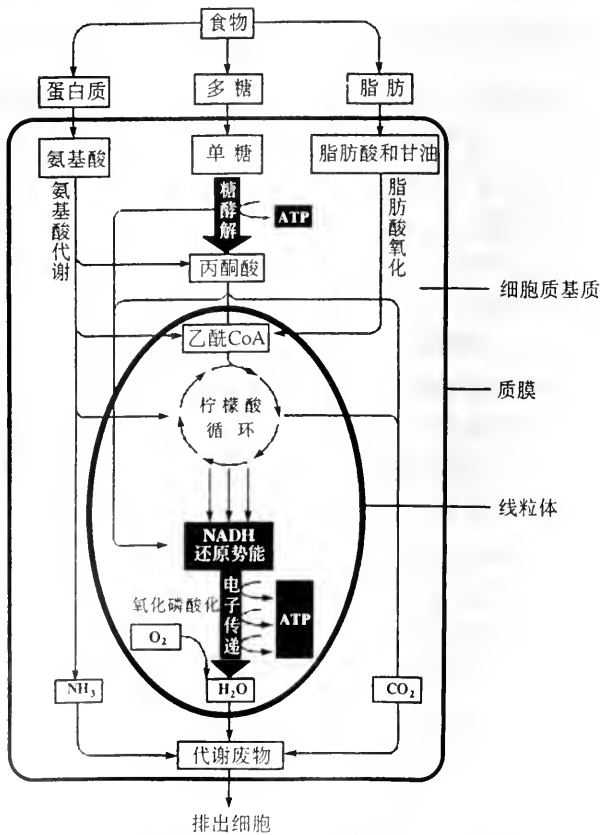 食物
蛋白质
多糖
脂肪
氨基酸
单糖
脂肪酸和甘油
氨基酸代谢
糖酵解
ATP
脂肪酸氧化
丙酮酸
细胞质基质
乙酰CoA
质膜
柠檬酸
循环
线粒体
NADH
还原势能
电子传递
ATP
氧化磷酸化
O₂
NH₃
H₂O
CO₂
代谢废物
排出细胞